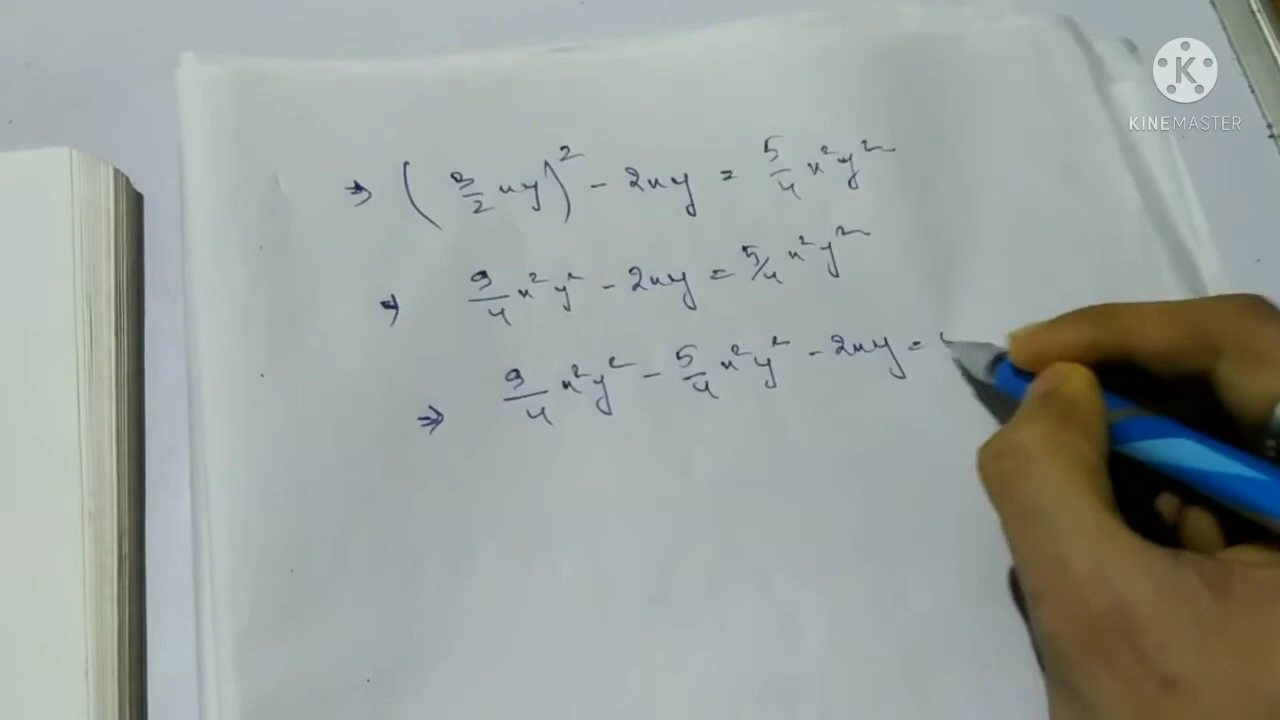 K
KINEMASTER
⇒ (3/2 xy)² - 2xy = 5/4 x²y²
⇒ 9/4 x²y² - 2xy = 5/4 x²y²
⇒ 9/4 x²y² - 5/4 x²y² - 2xy =